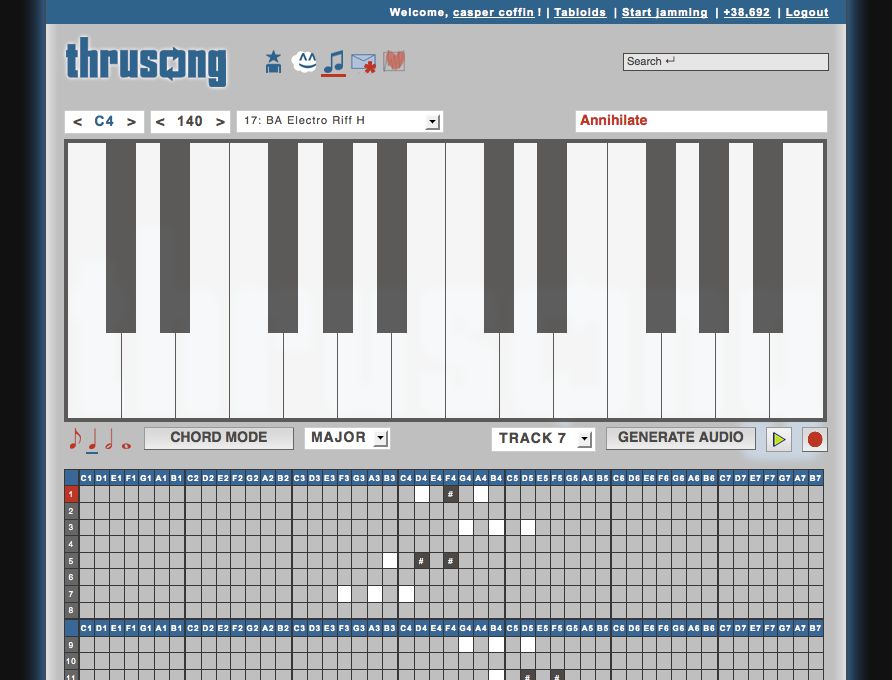 Welcome, casper coffin ! | Tabloids | Start jamming | +38,692 | Logout
thrusong
Search ↵
< C4 > < 140 > 17: BA Electro Riff H Annihilate
CHORD MODE MAJOR TRACK 7 GENERATE AUDIO
C1 D1 E1 F1 G1 A1 B1 C2 D2 E2 F2 G2 A2 B2 C3 D3 E3 F3 G3 A3 B3 C4 D4 E4 F4 G4 A4 B4 C5 D5 E5 F5 G5 A5 B5 C6 D6 E6 F6 G6 A6 B6 C7 D7 E7 F7 G7 A7 B7
1 #
2
3
4
5 # #
6
7
8
C1 D1 E1 F1 G1 A1 B1 C2 D2 E2 F2 G2 A2 B2 C3 D3 E3 F3 G3 A3 B3 C4 D4 E4 F4 G4 A4 B4 C5 D5 E5 F5 G5 A5 B5 C6 D6 E6 F6 G6 A6 B6 C7 D7 E7 F7 G7 A7 B7
9
10
11 # #